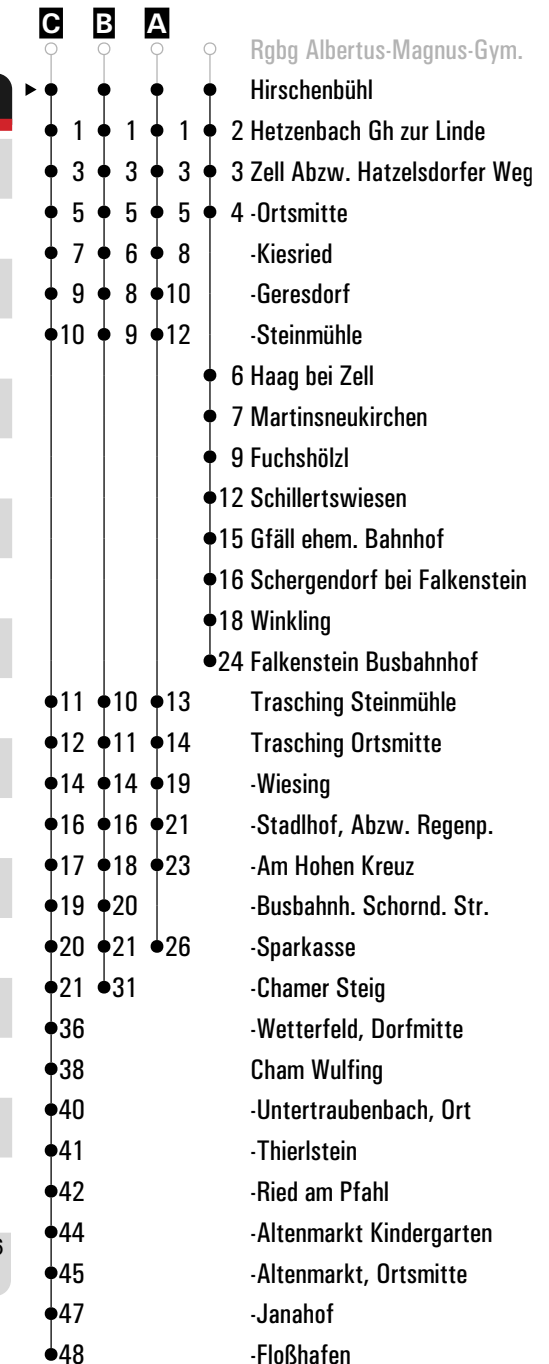 C B A
Rgbg Albertus-Magnus-Gym.
Hirschenbühl
1 1 1 2 Hetzenbach Gh zur Linde
3 3 3 3 Zell Abzw. Hatzelsdorfer Weg
5 5 5 4 -Ortsmitte
7 6 8 -Kiesried
9 8 10 -Geresdorf
10 9 12 -Steinmühle
6 Haag bei Zell
7 Martinsneukirchen
9 Fuchshölzl
12 Schillertswiesen
15 Gfäll ehem. Bahnhof
16 Schergendorf bei Falkenstein
18 Winkling
24 Falkenstein Busbahnhof
11 10 13 Trasching Steinmühle
12 11 14 Trasching Ortsmitte
14 14 19 -Wiesing
16 16 21 -Stadlhof, Abzw. Regenp.
17 18 23 -Am Hohen Kreuz
19 20 -Busbahnh. Schornd. Str.
20 21 26 -Sparkasse
21 31 -Chamer Steig
36 -Wetterfeld, Dorfmitte
38 Cham Wulfing
40 -Untertraubenbach, Ort
41 -Thierlstein
42 -Ried am Pfahl
44 -Altenmarkt Kindergarten
45 -Altenmarkt, Ortsmitte
47 -Janahof
48 -Floßhafen